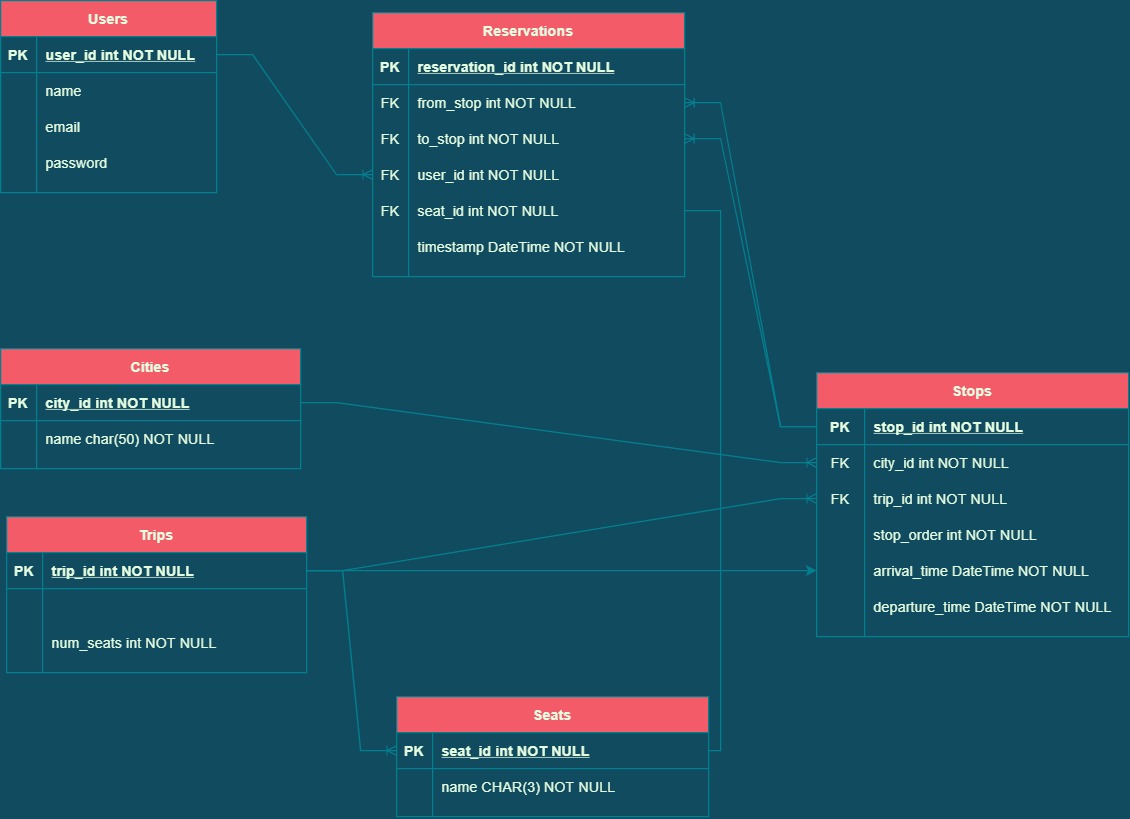 Users
PK user_id int NOT NULL
name
email
password
Reservations
PK reservation_id int NOT NULL
FK from_stop int NOT NULL
FK to_stop int NOT NULL
FK user_id int NOT NULL
FK seat_id int NOT NULL
timestamp DateTime NOT NULL
Cities
PK city_id int NOT NULL
name char(50) NOT NULL
Stops
PK stop_id int NOT NULL
FK city_id int NOT NULL
FK trip_id int NOT NULL
stop_order int NOT NULL
arrival_time DateTime NOT NULL
departure_time DateTime NOT NULL
Trips
PK trip_id int NOT NULL
num_seats int NOT NULL
Seats
PK seat_id int NOT NULL
name CHAR(3) NOT NULL